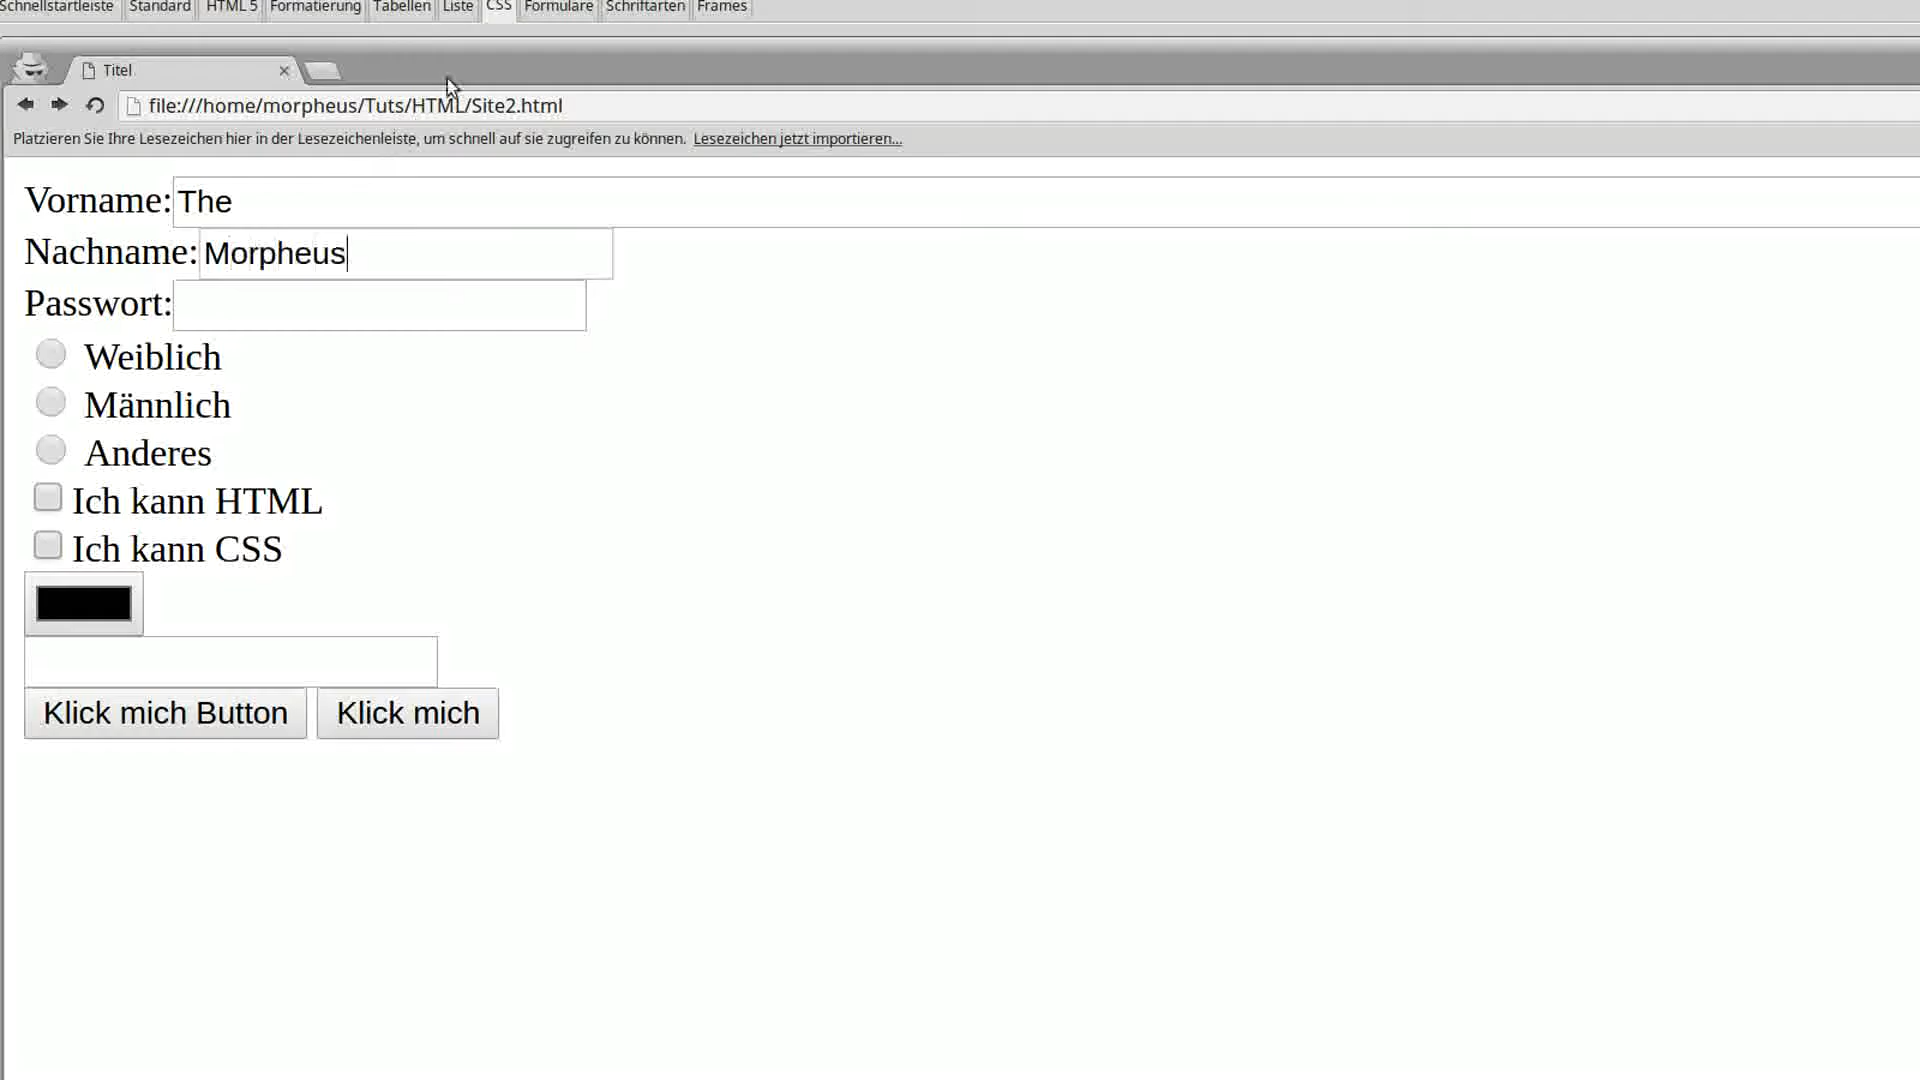 Schnellstartleiste Standard HTML 5 Formatierung Tabellen Liste CSS Formulare Schriftarten Frames
Titel
file:///home/morpheus/Tuts/HTML/Site2.html
Platzieren Sie Ihre Lesezeichen hier in der Lesezeichenleiste, um schnell auf sie zugreifen zu können. Lesezeichen jetzt importieren...
Vorname: The
Nachname: Morpheus
Passwort:
Weiblich
Männlich
Anderes
Ich kann HTML
Ich kann CSS
Klick mich Button Klick mich